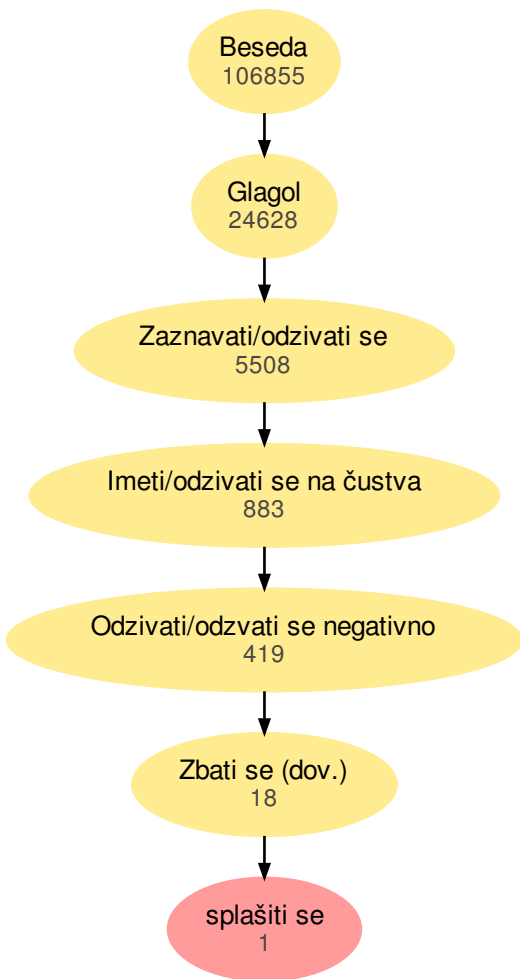 Beseda
106855
Glagol
24628
Zaznavati/odzivati se
5508
Imeti/odzivati se na čustva
883
Odzivati/odzvati se negativno
419
Zbati se (dov.)
18
splašiti se
1